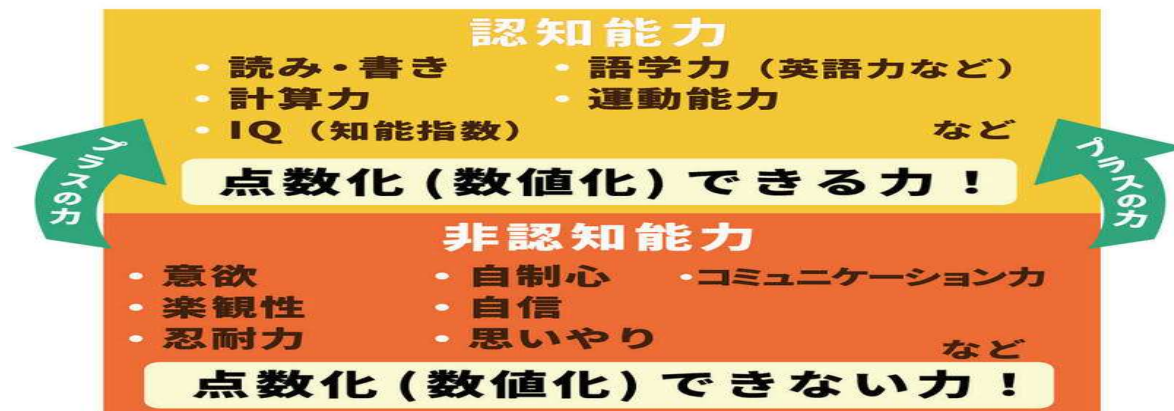 認知能力
・読み・書き ・語学力（英語力など）
・計算力 ・運動能力
・IQ（知能指数） など
点数化(数値化)できる力！
プラスの力
プラスの力
非認知能力
・意欲 ・自制心 ・コミュニケーション力
・楽観性 ・自信
・忍耐力 ・思いやり など
点数化(数値化)できない力！